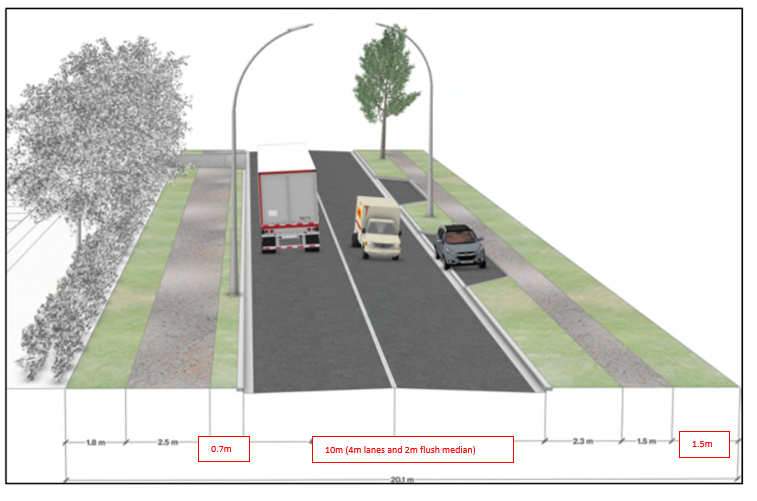 1.8 m
2.5 m
0.7m
10m (4m lanes and 2m flush median)
2.3 m
1.5 m
1.5m
20.1 m